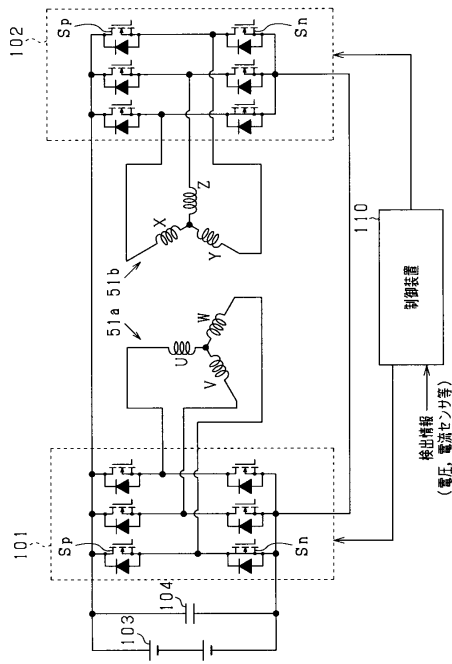 101
102
Sp
Sp
Sn
Sn
103
104
51a
51b
U
V
W
X
Y
Z
110
制御装置
検出情報
(電圧，電流センサ等)